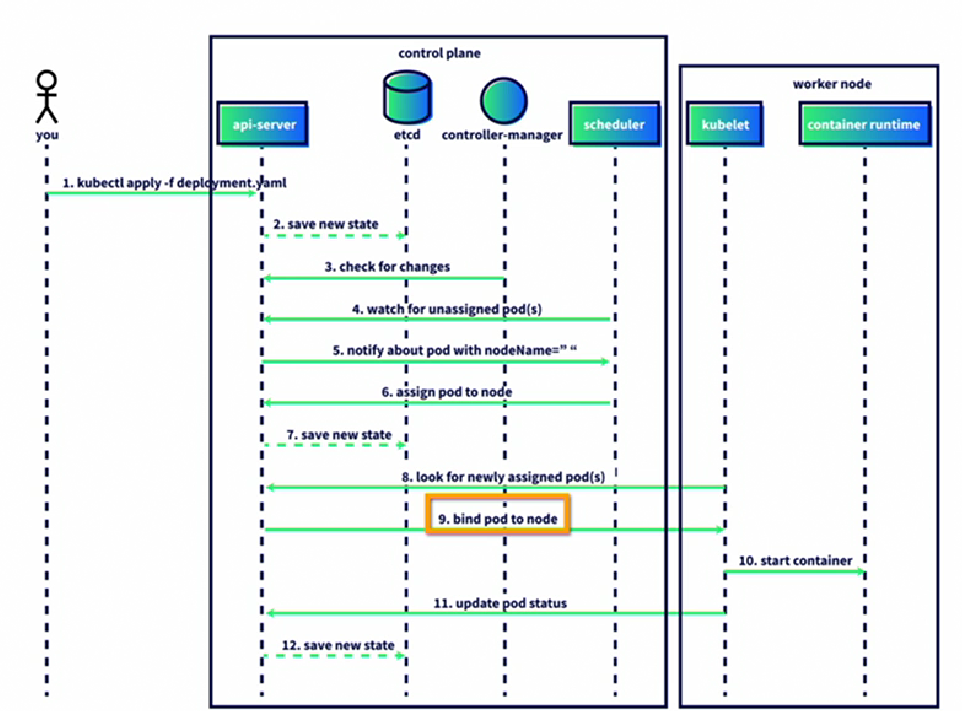 control plane
worker node
you
api-server
etcd
controller-manager
scheduler
kubelet
container runtime
1. kubectl apply -f deployment.yaml
2. save new state
3. check for changes
4. watch for unassigned pod(s)
5. notify about pod with nodeName=” “
6. assign pod to node
7. save new state
8. look for newly assigned pod(s)
9. bind pod to node
10. start container
11. update pod status
12. save new state